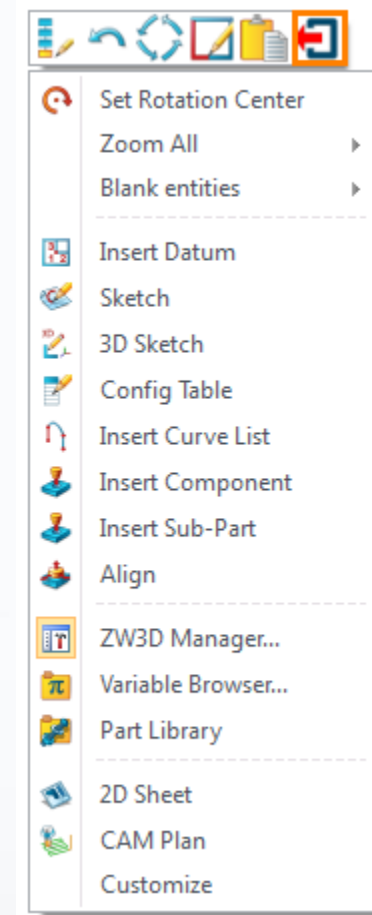 Set Rotation Center
Zoom All
Blank entities
Insert Datum
Sketch
3D Sketch
Config Table
Insert Curve List
Insert Component
Insert Sub-Part
Align
ZW3D Manager...
Variable Browser...
Part Library
2D Sheet
CAM Plan
Customize